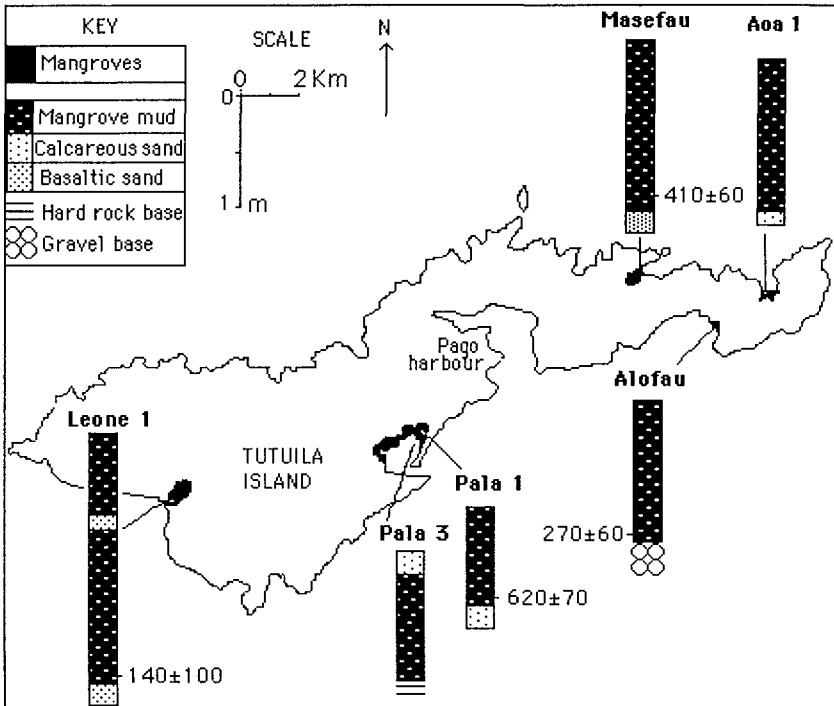 KEY
Mangroves
Mangrove mud
Calcareous sand
Basaltic sand
Hard rock base
Gravel base
SCALE
0 2 Km
0
1 m
N
Masefau
Aoa 1
410±60
Pago
harbour
Alofau
270±60
Leone 1
140±100
TUTUILA
ISLAND
Pala 1
620±70
Pala 3